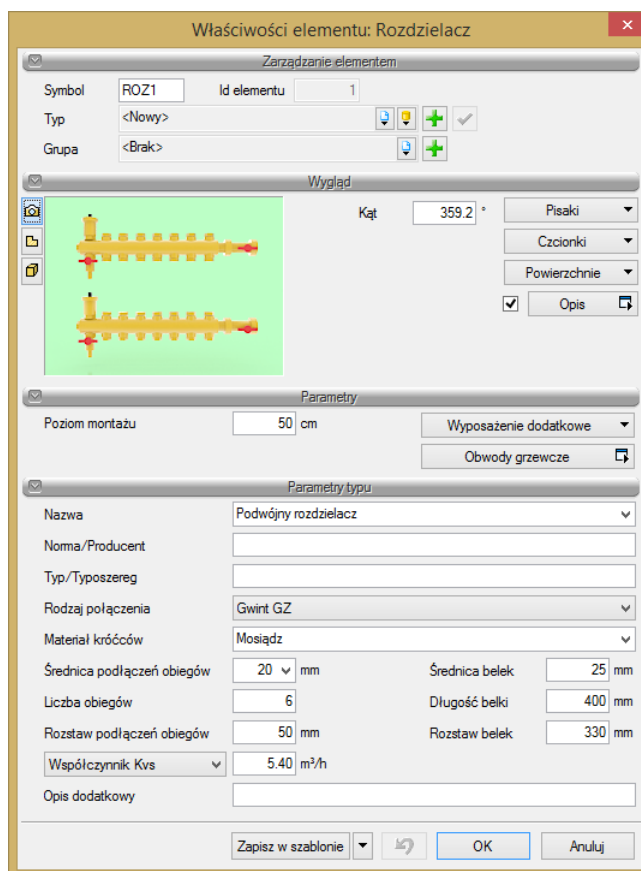 Właściwości elementu: Rozdzielacz
Zarządzanie elementem
Symbol ROZ1 Id elementu 1
Typ <Nowy>
Grupa <Brak>
Wygląd
Kąt 359.2 ° Pisaki
Czcionki
Powierzchnie
Opis
Parametry
Poziom montażu 50 cm Wyposażenie dodatkowe
Obwody grzewcze
Parametry typu
Nazwa Podwójny rozdzielacz
Norma/Producent
Typ/Typoszereg
Rodzaj połączenia Gwint GZ
Materiał króćców Mosiądz
Średnica podłączeń obiegów 20 mm Średnica belek 25 mm
Liczba obiegów 6 Długość belki 400 mm
Rozstaw podłączeń obiegów 50 mm Rozstaw belek 330 mm
Współczynnik Kvs 5.40 m³/h
Opis dodatkowy
Zapisz w szablonie OK Anuluj